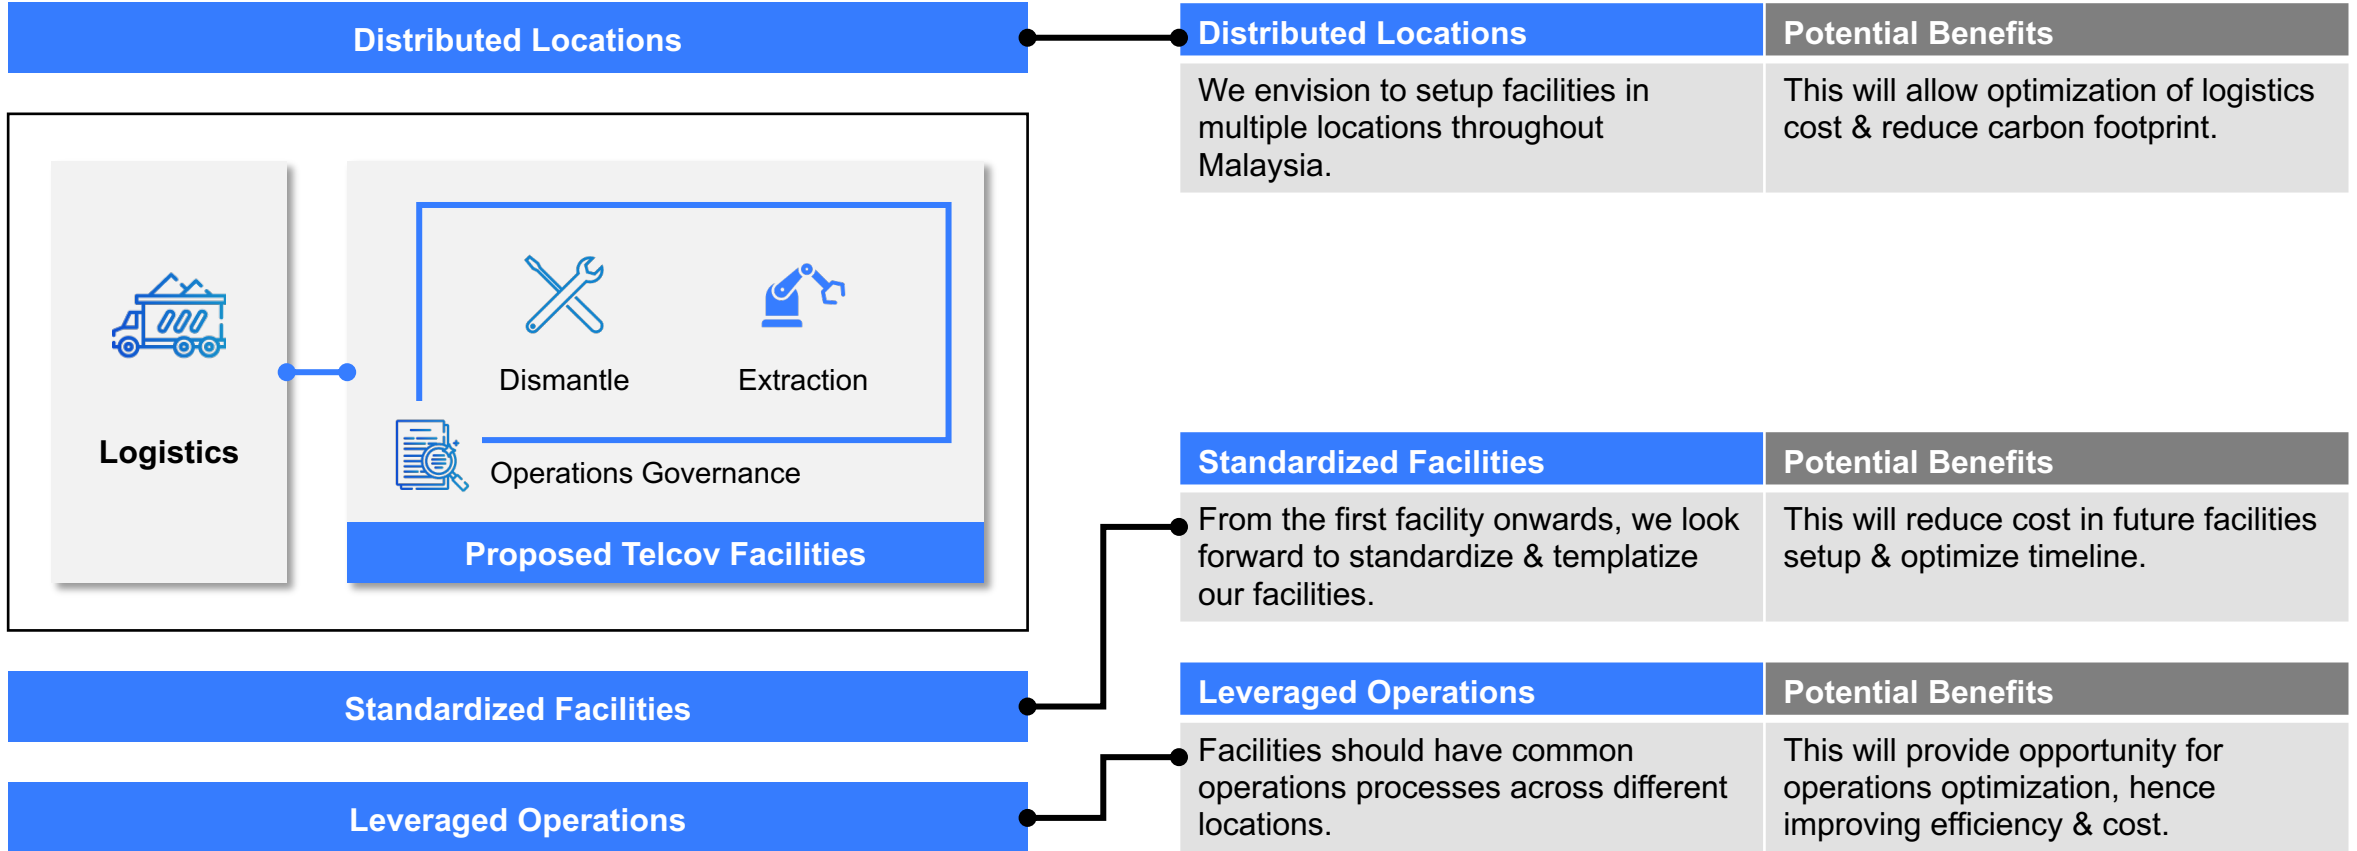 Distributed Locations
Logistics
Dismantle
Extraction
Operations Governance
Proposed Telcov Facilities
Standardized Facilities
Leveraged Operations
Distributed Locations
Potential Benefits
We envision to setup facilities in
multiple locations throughout
Malaysia.
This will allow optimization of logistics
cost & reduce carbon footprint.
Standardized Facilities
Potential Benefits
From the first facility onwards, we look
forward to standardize & templatize
our facilities.
This will reduce cost in future facilities
setup & optimize timeline.
Leveraged Operations
Potential Benefits
Facilities should have common
operations processes across different
locations.
This will provide opportunity for
operations optimization, hence
improving efficiency & cost.